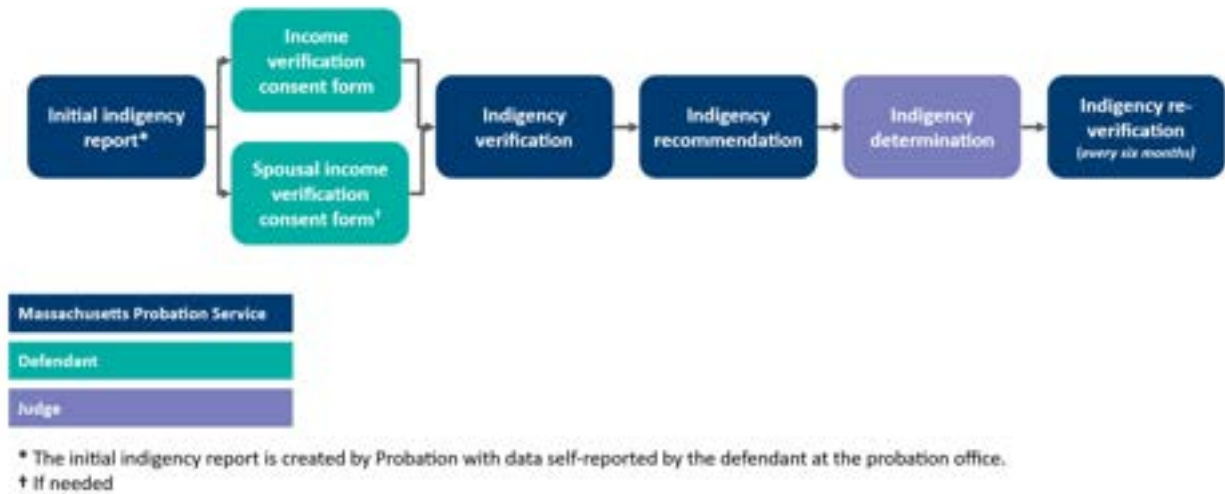 Initial indigency
report*
Income
verification
consent form
Spousal income
verification
consent form†
Indigency
verification
Indigency
recommendation
Indigency
determination
Indigency re-
verification
(every six months)
Massachusetts Probation Service
Defendant
Judge
* The initial indigency report is created by Probation with data self-reported by the defendant at the probation office.
† If needed